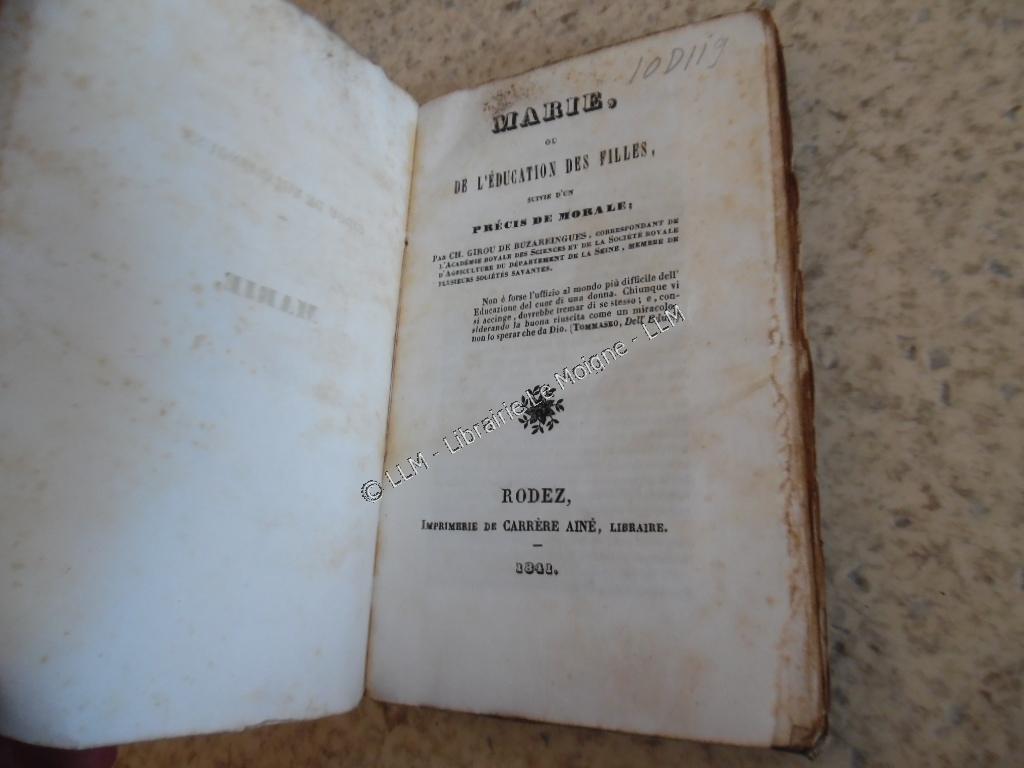 10D119
MARIE,
OU
DE L'ÉDUCATION DES FILLES,
SUIVIE D'UN
PRÉCIS DE MORALE;
PAR CH. GIROU DE BUZAREINGUES, CORRESPONDANT DE
L'ACADÉMIE ROYALE DES SCIENCES ET DE LA SOCIÉTÉ ROYALE
D'AGRICULTURE DU DÉPARTEMENT DE LA SEINE, MEMBRE DE
PLUSIEURS SOCIÉTÉS SAVANTES.
Non é forse l'uffizio al mondo più difficile dell'
Educazione del cuor di una donna. Chiunque vi
si accinge, dovrebbe tremar di se stesso; e, con-
siderando la buona riuscita come un miracolo,
non lo sperar che da Dio. (TOMMASEO, Dell'
RODEZ,
IMPRIMERIE DE CARRÈRE AINÉ, LIBRAIRE.
1841.
MARIE,
© LLM - Librairie Le Moigne - LLM